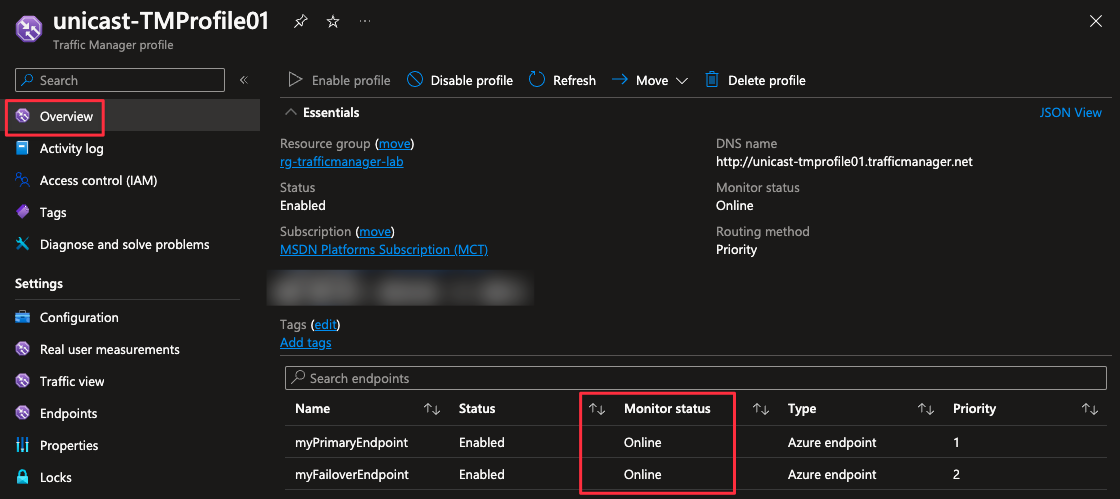 unicast-TMProfile01
Traffic Manager profile
Search
«
Overview
Activity log
Access control (IAM)
Tags
Diagnose and solve problems
Settings
Configuration
Real user measurements
Traffic view
Endpoints
Properties
Locks
Enable profile Disable profile Refresh Move Delete profile
Essentials
JSON View
Resource group (move)
rg-trafficmanager-lab
Status
Enabled
Subscription (move)
MSDN Platforms Subscription (MCT)
DNS name
http://unicast-tmprofile01.trafficmanager.net
Monitor status
Online
Routing method
Priority
Tags (edit)
Add tags
Search endpoints
Name Status Monitor status Type Priority
myPrimaryEndpoint Enabled Online Azure endpoint 1
myFailoverEndpoint Enabled Online Azure endpoint 2